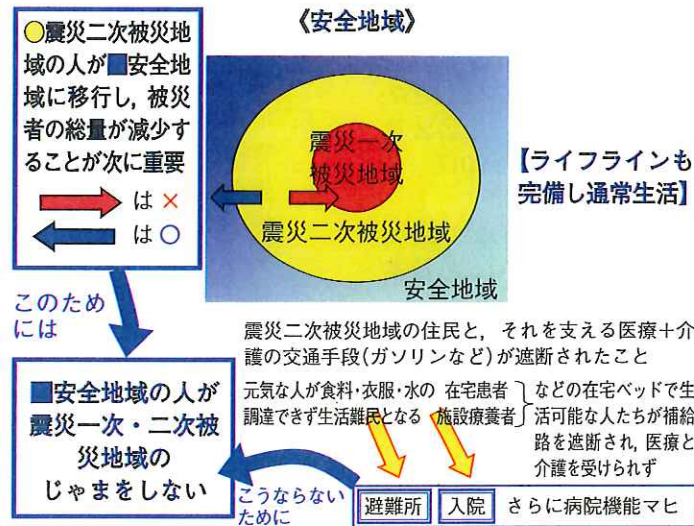 《安全地域》
●震災二次被災地
域の人が■安全地
域に移行し，被災
者の総量が減少す
ることが次に重要
は ×
は ○
震災一次
被災地域
震災二次被災地域
安全地域
【ライフラインも
完備し通常生活】
このため
には
震災二次被災地域の住民と，それを支える医療＋介
護の交通手段(ガソリンなど)が遮断されたこと
■安全地域の人が
震災一次・二次被
災地域の
じゃまをしない
元気な人が食料・衣服・水の
調達できず生活難民となる
在宅患者
施設療養者
などの在宅ベッドで生
活可能な人たちが補給
路を遮断され，医療と
介護を受けられず
こうならない
ために
避難所 入院 さらに病院機能マヒ